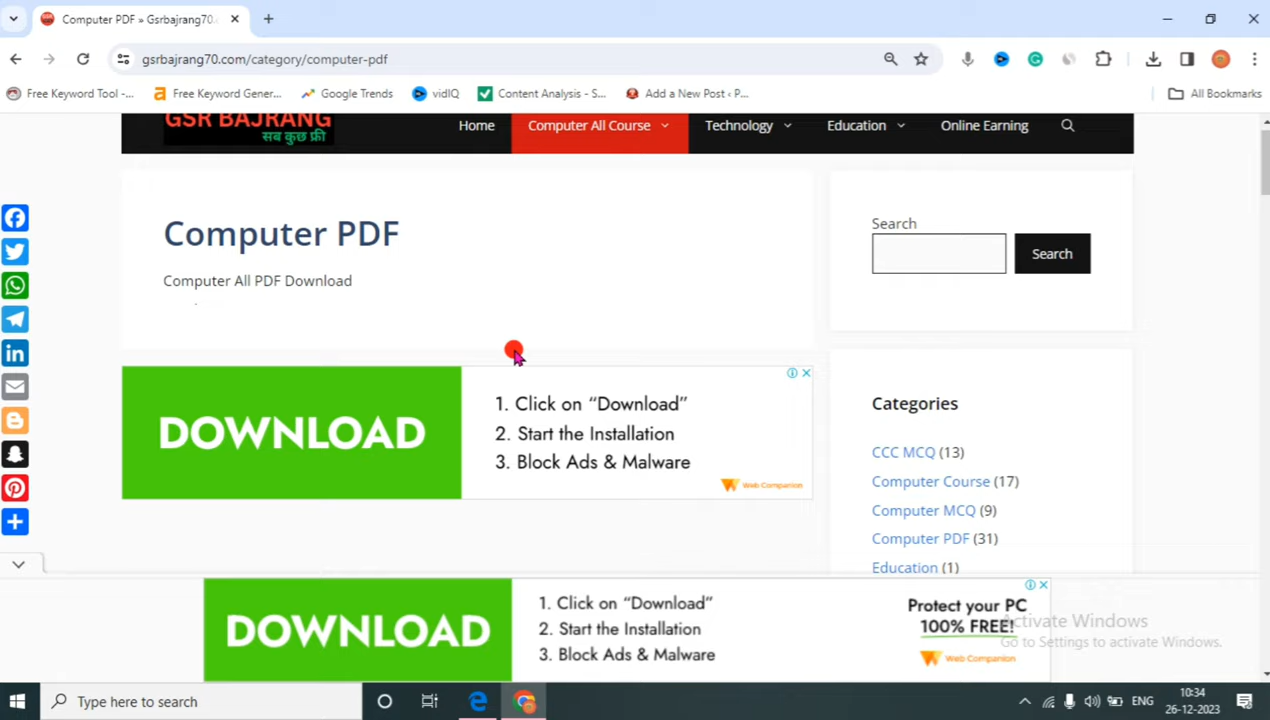 Computer PDF » Gsrbajrang70.c
gsrbajrang70.com/category/computer-pdf
Free Keyword Tool -...
Free Keyword Gener...
Google Trends
vidIQ
Content Analysis - S...
Add a New Post ‹ P...
All Bookmarks
GSR BAJRANG
सब कुछ फ्री
Home
Computer All Course
Technology
Education
Online Earning
Computer PDF
Computer All PDF Download
Search
Search
DOWNLOAD
1. Click on “Download”
2. Start the Installation
3. Block Ads & Malware
Web Companion
Categories
CCC MCQ (13)
Computer Course (17)
Computer MCQ (9)
Computer PDF (31)
Education (1)
DOWNLOAD
1. Click on “Download”
2. Start the Installation
3. Block Ads & Malware
Protect your PC
100% FREE!
Web Companion
Activate Windows
Go to Settings to activate Windows.
Type here to search
ENG
10:34
26-12-2023